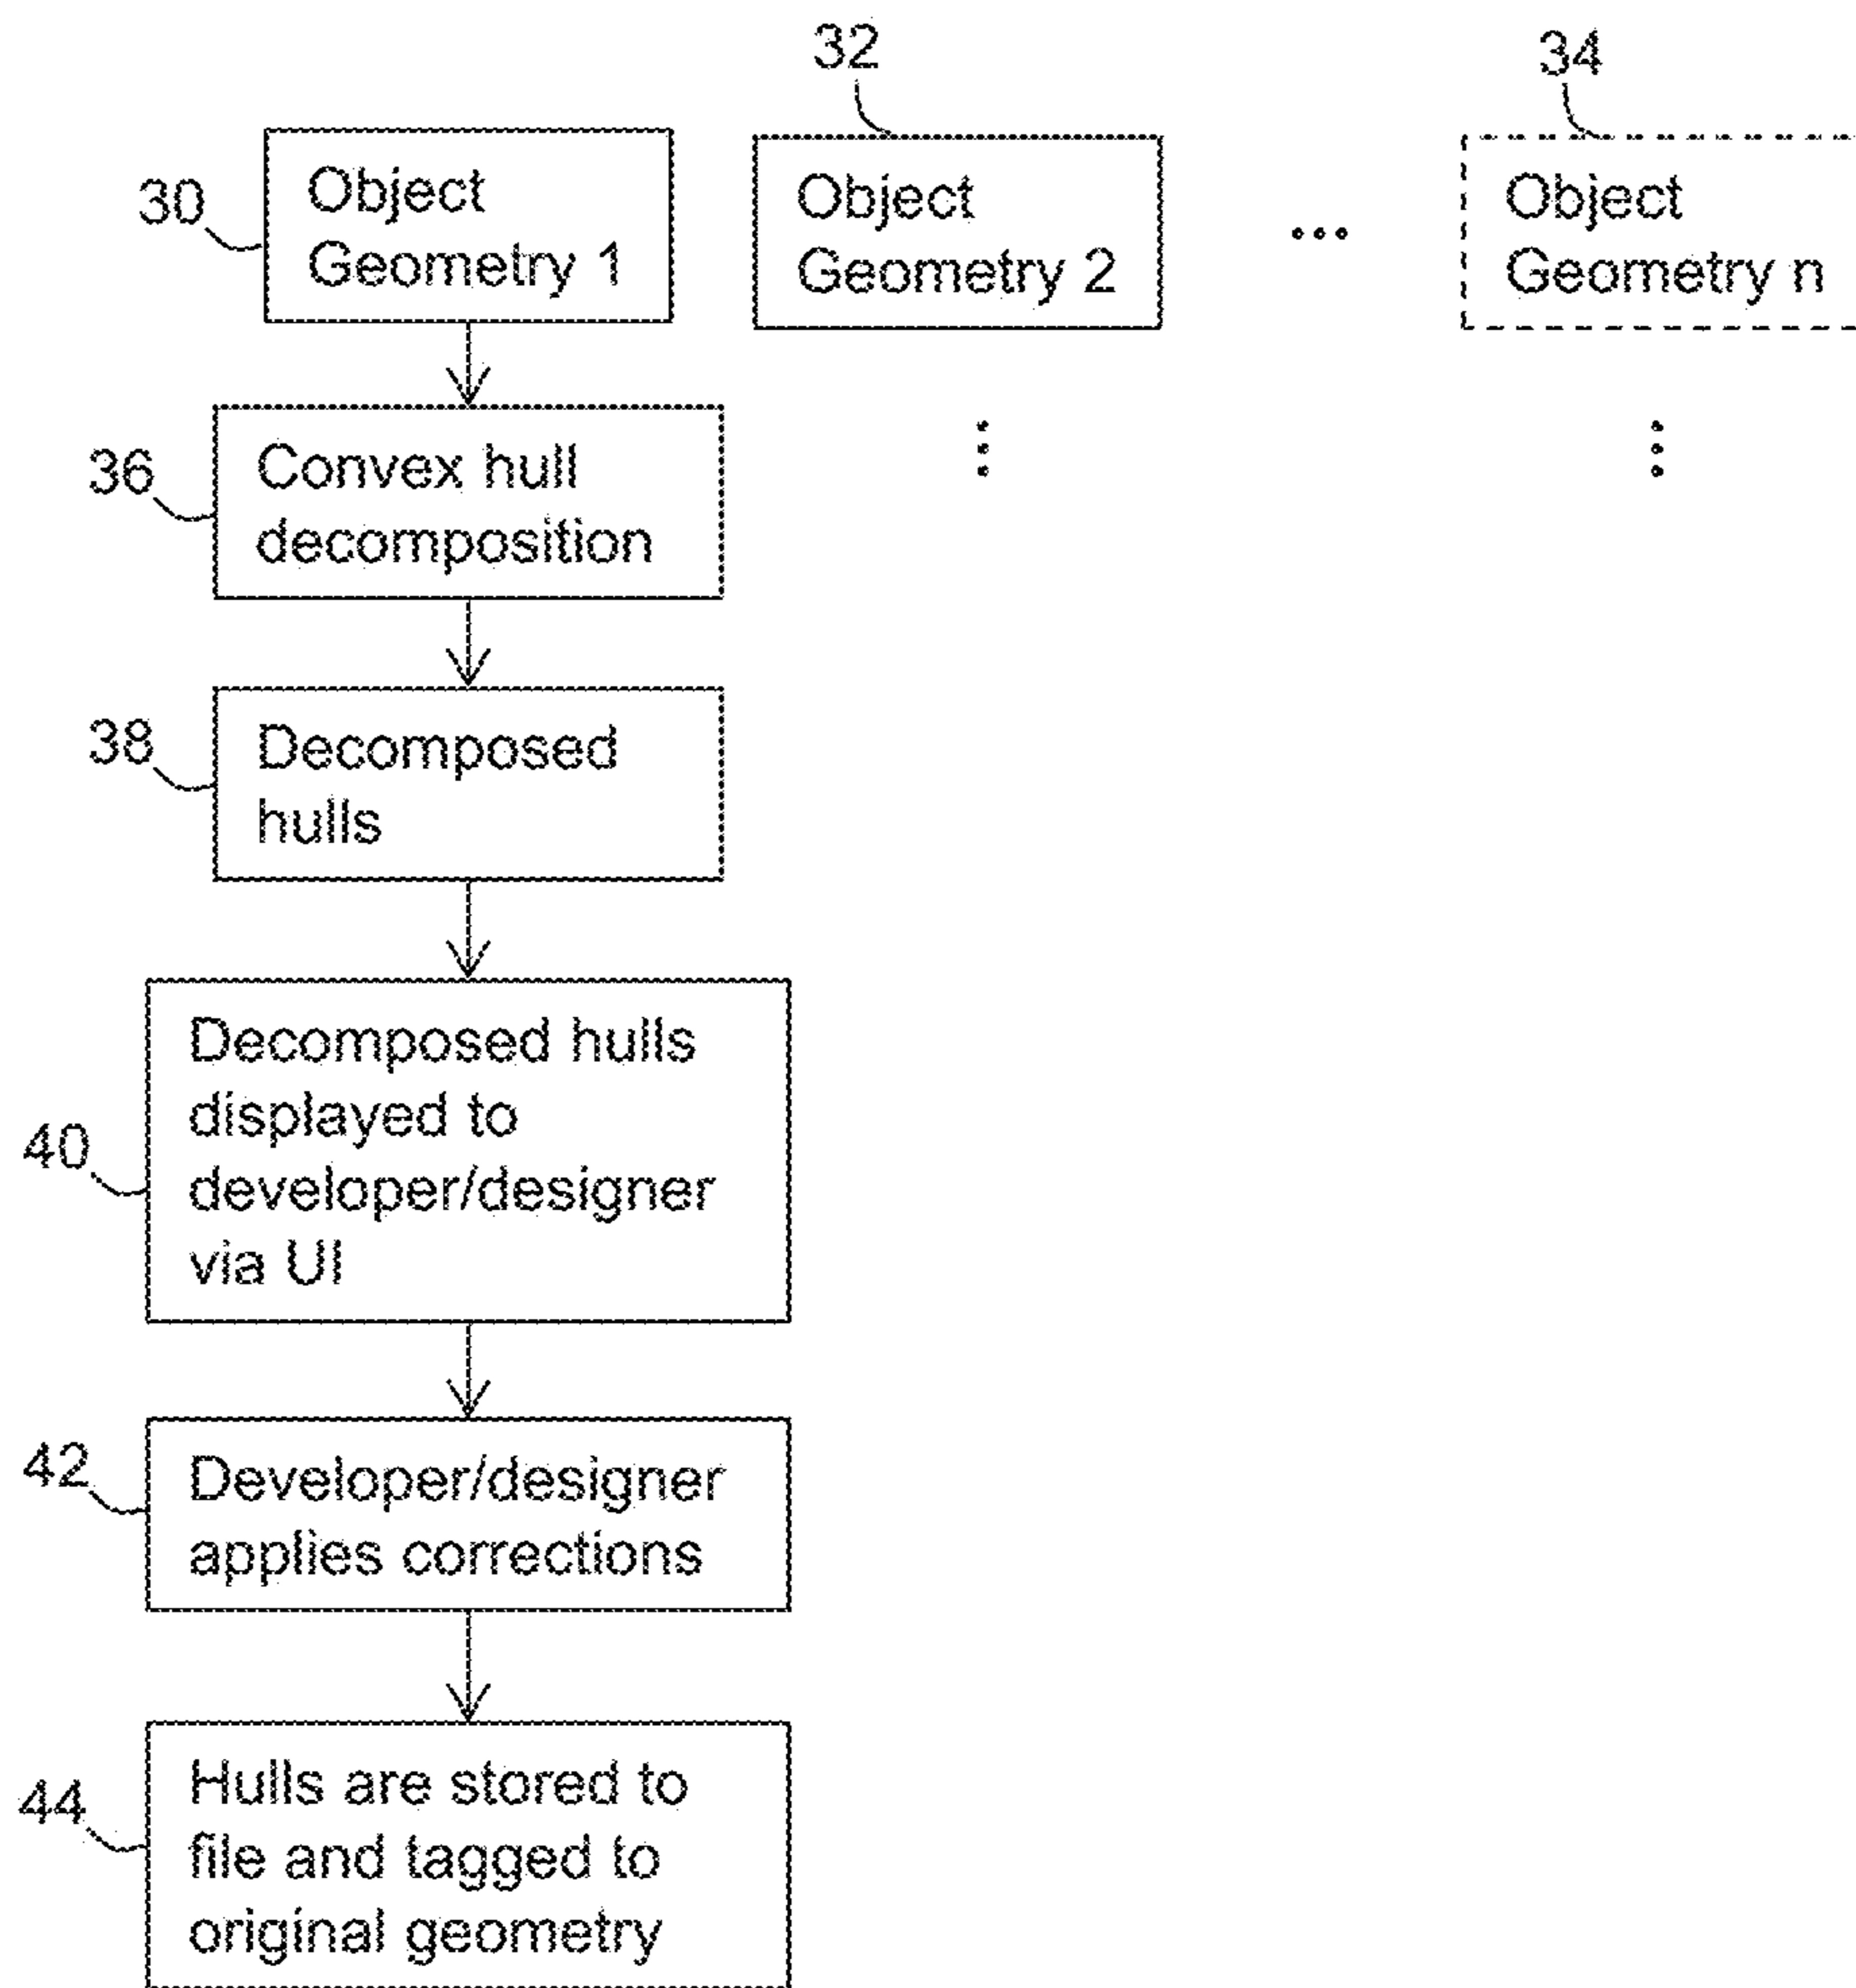 32
34
30
Object
Geometry 1
Object
Geometry 2
...
Object
Geometry n
36
Convex hull
decomposition
38
Decomposed
hulls
40
Decomposed hulls
displayed to
developer/designer
via UI
42
Developer/designer
applies corrections
44
Hulls are stored to
file and tagged to
original geometry